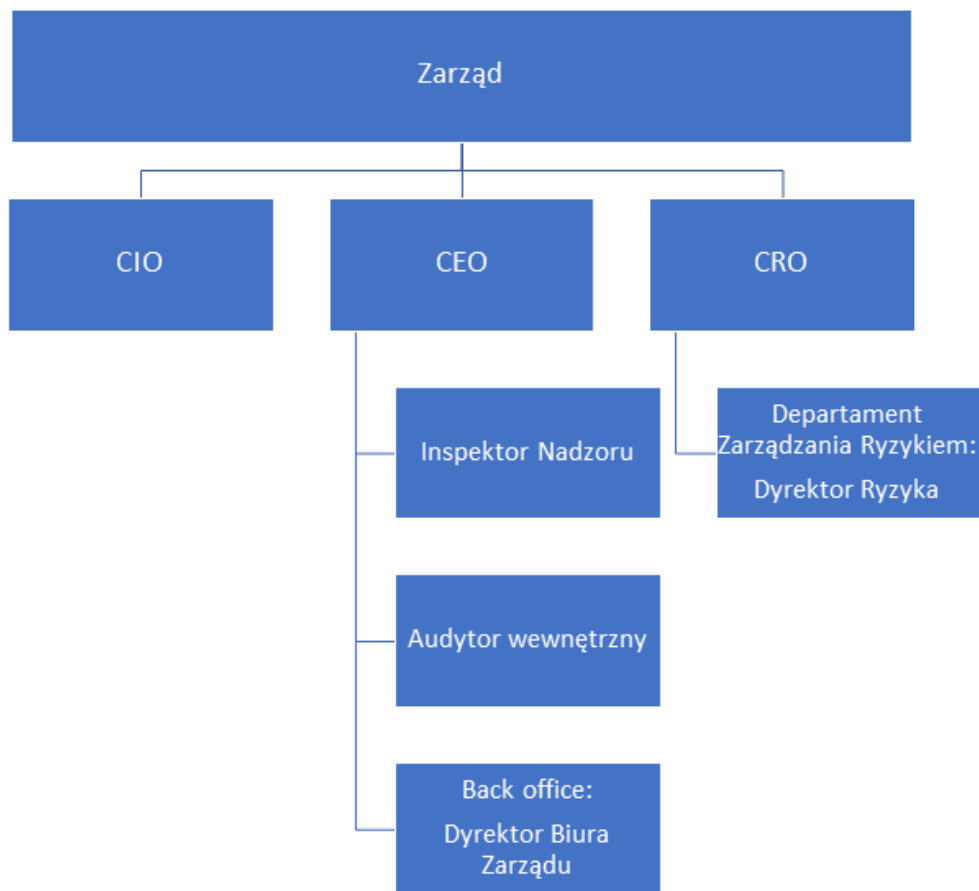 Zarząd
CIO
CEO
CRO
Inspektor Nadzoru
Departament
Zarządzania Ryzykiem:
Dyrektor Ryzyka
Audytor wewnętrzny
Back office:
Dyrektor Biura
Zarządu